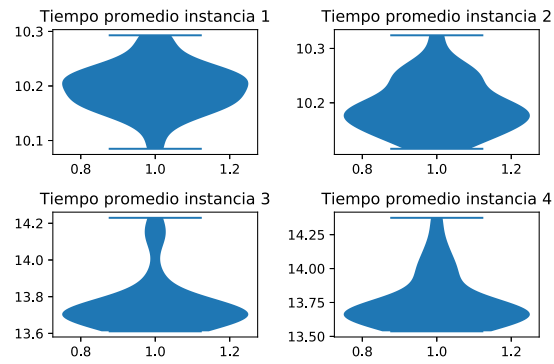 Tiempo promedio instancia 1
10.3
10.2
10.1
0.8 1.0 1.2
Tiempo promedio instancia 2
10.3
10.2
0.8 1.0 1.2
Tiempo promedio instancia 3
14.2
14.0
13.8
13.6
0.8 1.0 1.2
Tiempo promedio instancia 4
14.25
14.00
13.75
13.50
0.8 1.0 1.2